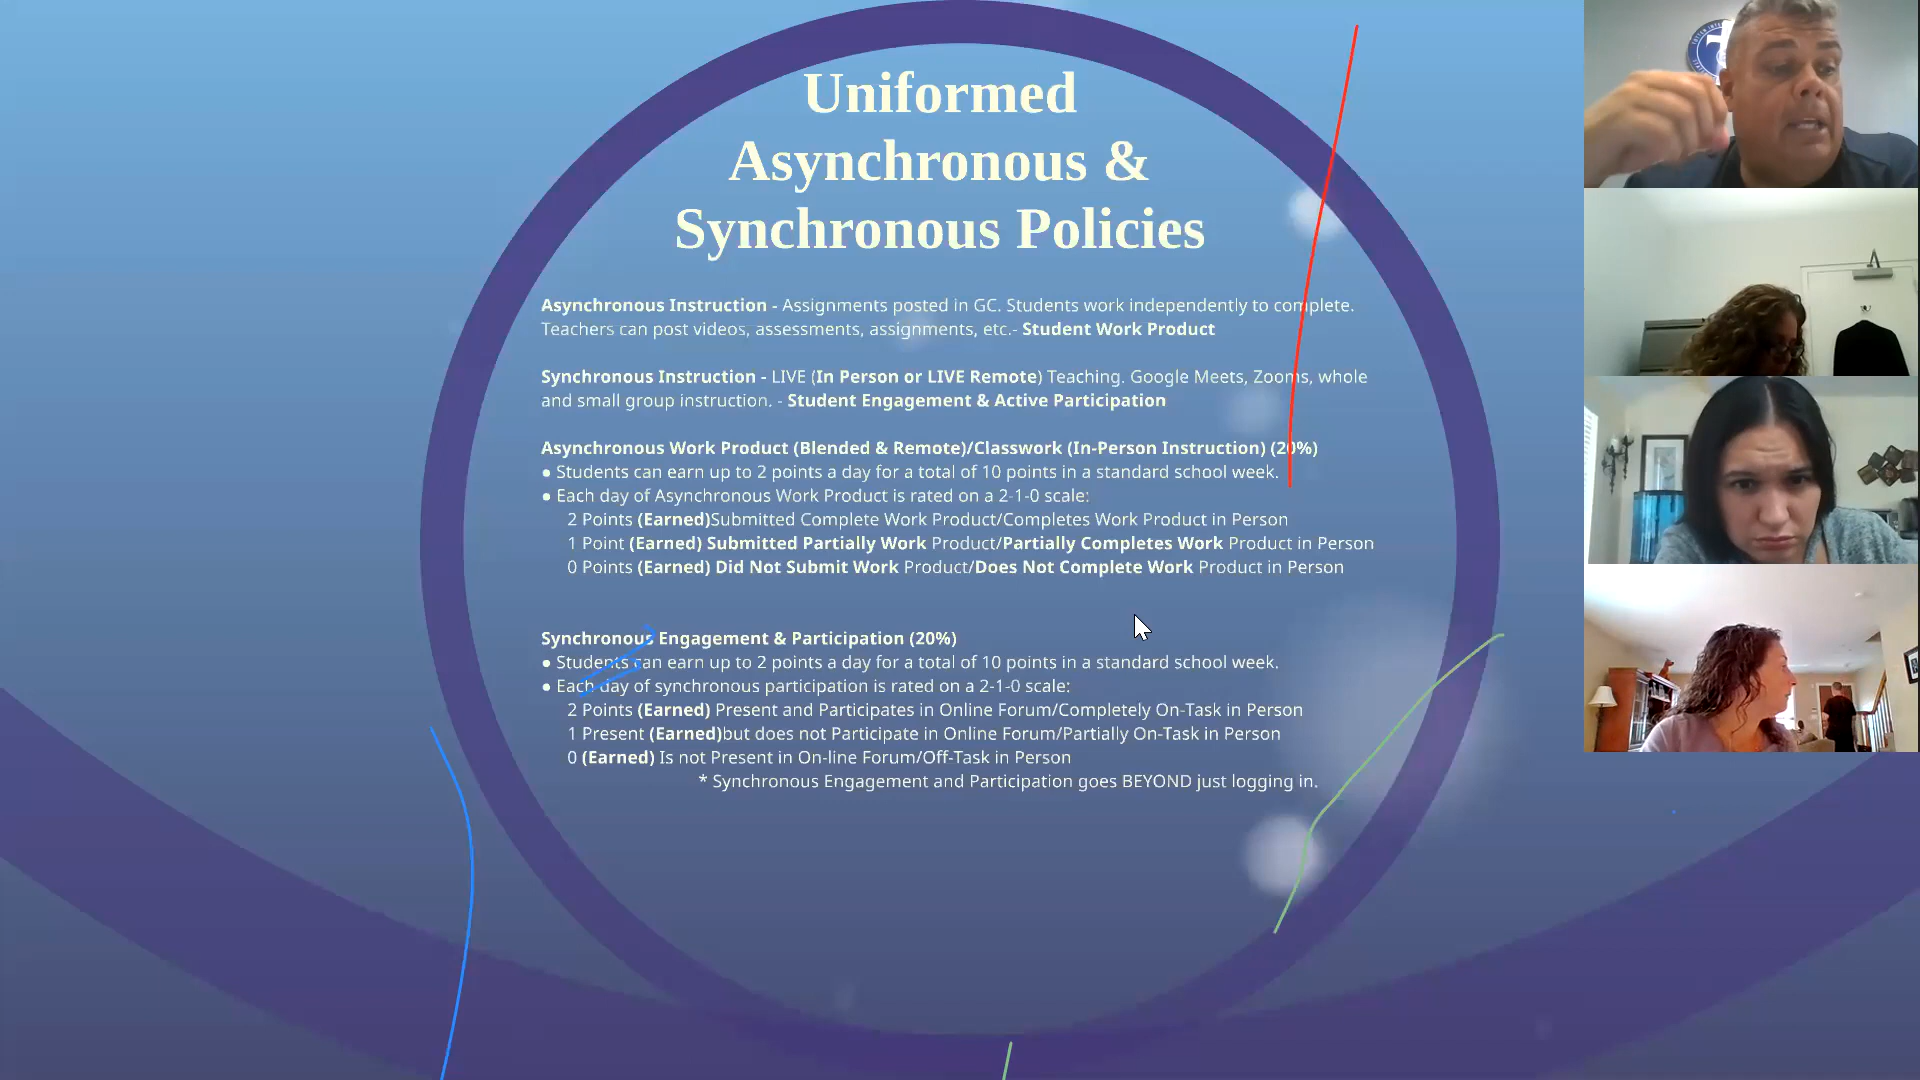 Uniformed
Asynchronous &
Synchronous Policies
Asynchronous Instruction - Assignments posted in GC. Students work independently to complete.
Teachers can post videos, assessments, assignments, etc.- Student Work Product
Synchronous Instruction - LIVE (In Person or LIVE Remote) Teaching. Google Meets, Zooms, whole
and small group instruction. - Student Engagement & Active Participation
Asynchronous Work Product (Blended & Remote)/Classwork (In-Person Instruction) (20%)
● Students can earn up to 2 points a day for a total of 10 points in a standard school week.
● Each day of Asynchronous Work Product is rated on a 2-1-0 scale:
2 Points (Earned)Submitted Complete Work Product/Completes Work Product in Person
1 Point (Earned) Submitted Partially Work Product/Partially Completes Work Product in Person
0 Points (Earned) Did Not Submit Work Product/Does Not Complete Work Product in Person
Synchronous Engagement & Participation (20%)
● Students can earn up to 2 points a day for a total of 10 points in a standard school week.
● Each day of synchronous participation is rated on a 2-1-0 scale:
2 Points (Earned) Present and Participates in Online Forum/Completely On-Task in Person
1 Present (Earned)but does not Participate in Online Forum/Partially On-Task in Person
0 (Earned) Is not Present in On-line Forum/Off-Task in Person
* Synchronous Engagement and Participation goes BEYOND just logging in.